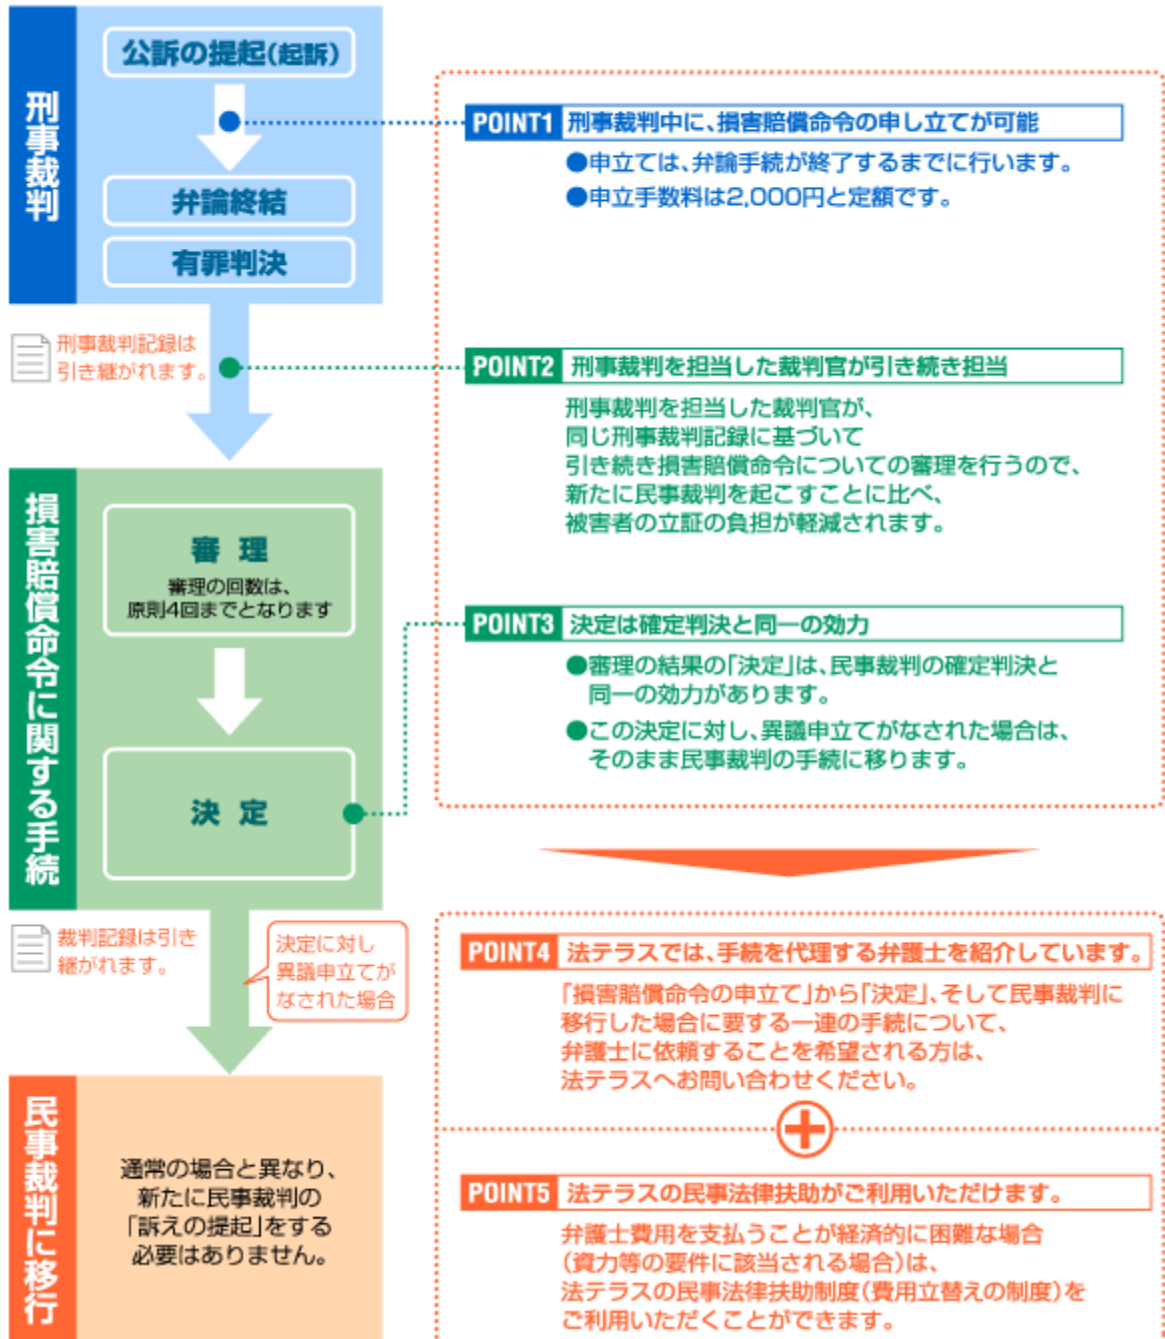 刑事裁判
公訴の提起(起訴)
弁論終結
有罪判決
POINT1 刑事裁判中に、損害賠償命令の申し立てが可能
●申立ては、弁論手続が終了するまでに行います。
●申立手数料は2,000円と定額です。
刑事裁判記録は
引き継がれます。
POINT2 刑事裁判を担当した裁判官が引き続き担当
刑事裁判を担当した裁判官が、
同じ刑事裁判記録に基づいて
引き続き損害賠償命令についての審理を行うので、
新たに民事裁判を起こすことに比べ、
被害者の立証の負担が軽減されます。
損害賠償命令に関する手続
審 理
審理の回数は、
原則4回までとなります
決 定
POINT3 決定は確定判決と同一の効力
●審理の結果の「決定」は、民事裁判の確定判決と
同一の効力があります。
●この決定に対し、異議申立てがなされた場合は、
そのまま民事裁判の手続に移ります。
裁判記録は引き
継がれます。
決定に対し
異議申立てが
なされた場合
POINT4 法テラスでは、手続を代理する弁護士を紹介しています。
「損害賠償命令の申立て」から「決定」、そして民事裁判に
移行した場合に要する一連の手続について、
弁護士に依頼することを希望される方は、
法テラスへお問い合わせください。
民事裁判に移行
通常の場合と異なり、
新たに民事裁判の
「訴えの提起」をする
必要はありません。
POINT5 法テラスの民事法律扶助がご利用いただけます。
弁護士費用を支払うことが経済的に困難な場合
(資力等の要件に該当される場合)は、
法テラスの民事法律扶助制度(費用立替えの制度)を
ご利用いただくことができます。